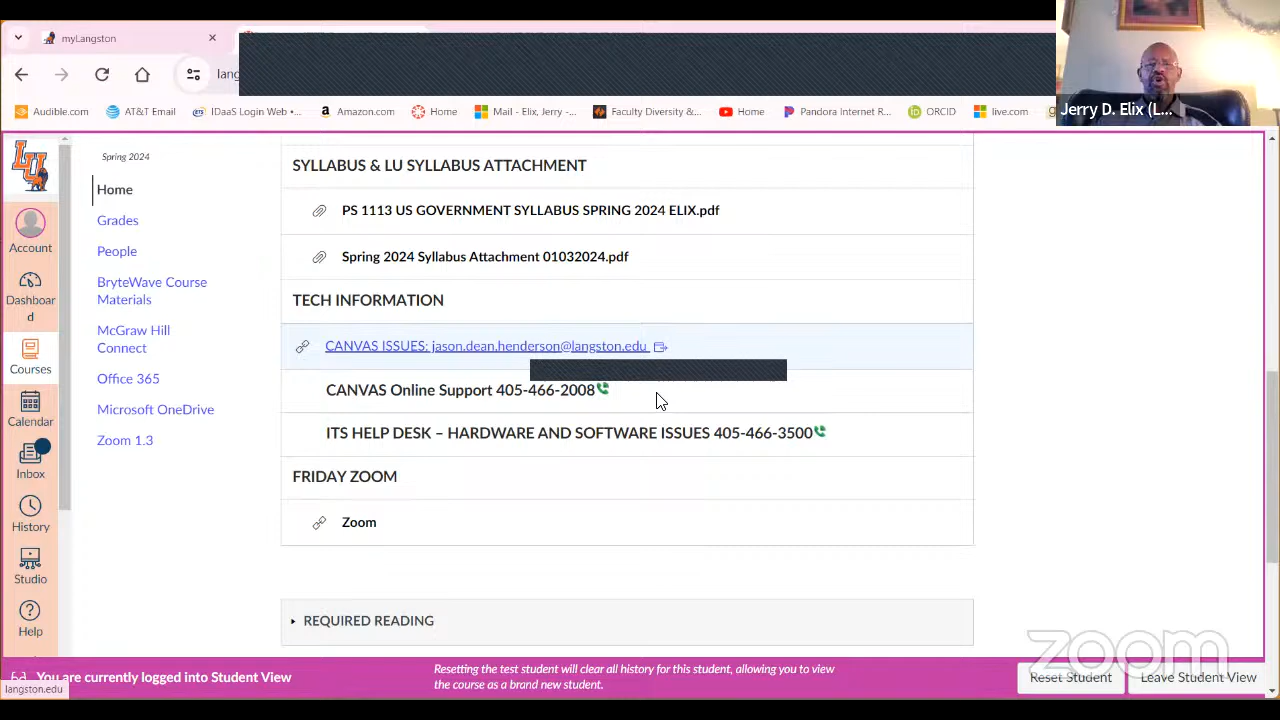 myLangston
lang
Audible.com
AT&T Email
IDaaS Login Web •...
Amazon.com
Home
Mail - Elix, Jerry -...
Faculty Diversity &...
Home
Pandora Internet R...
ORCID
live.com
Jerry D. Elix (L...
LU
Spring 2024
Home
Grades
People
BryteWave Course
Materials
McGraw Hill
Connect
Office 365
Microsoft OneDrive
Zoom 1.3
Account
Dashboar
d
Courses
Calendar
Inbox
History
Studio
Help
SYLLABUS & LU SYLLABUS ATTACHMENT
PS 1113 US GOVERNMENT SYLLABUS SPRING 2024 ELIX.pdf
Spring 2024 Syllabus Attachment 01032024.pdf
TECH INFORMATION
CANVAS ISSUES: jason.dean.henderson@langston.edu
CANVAS Online Support 405-466-2008
ITS HELP DESK – HARDWARE AND SOFTWARE ISSUES 405-466-3500
FRIDAY ZOOM
Zoom
REQUIRED READING
zoom
You are currently logged into Student View
Resetting the test student will clear all history for this student, allowing you to view
the course as a brand new student.
Reset Student
Leave Student View
langston.edu